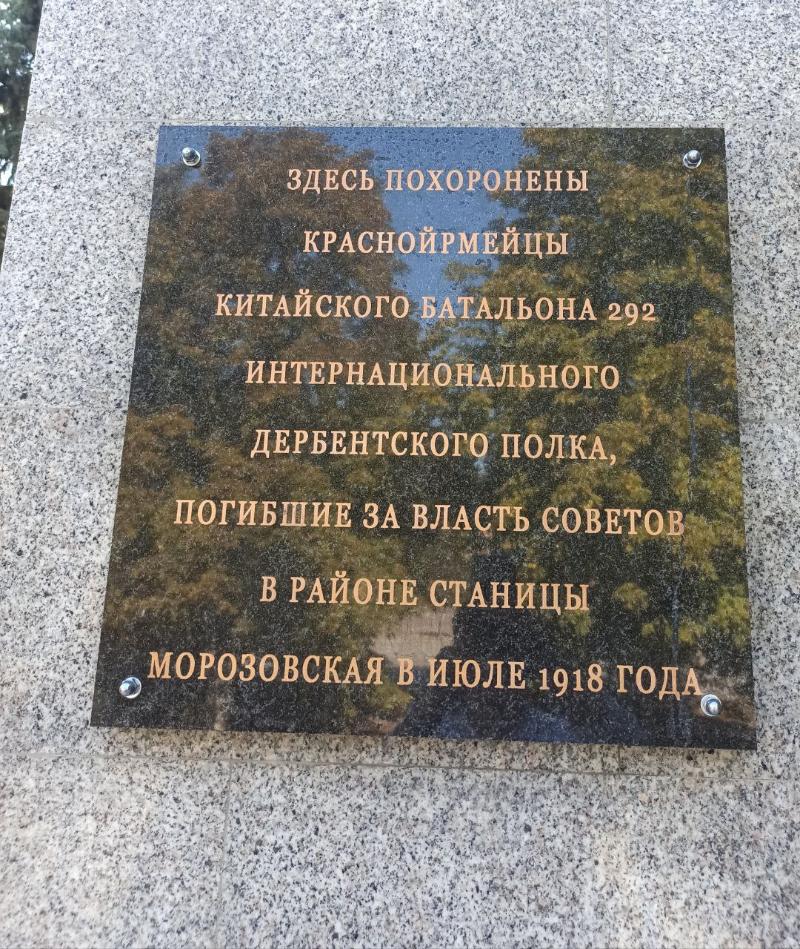 ЗДЕСЬ ПОХОРОНЕНЫ
КРАСНОЙРМЕЙЦЫ
КИТАЙСКОГО БАТАЛЬОНА 292
ИНТЕРНАЦИОНАЛЬНОГО
ДЕРБЕНТСКОГО ПОЛКА,
ПОГИБШИЕ ЗА ВЛАСТЬ СОВЕТОВ
В РАЙОНЕ СТАНИЦЫ
МОРОЗОВСКАЯ В ИЮЛЕ 1918 ГОДА